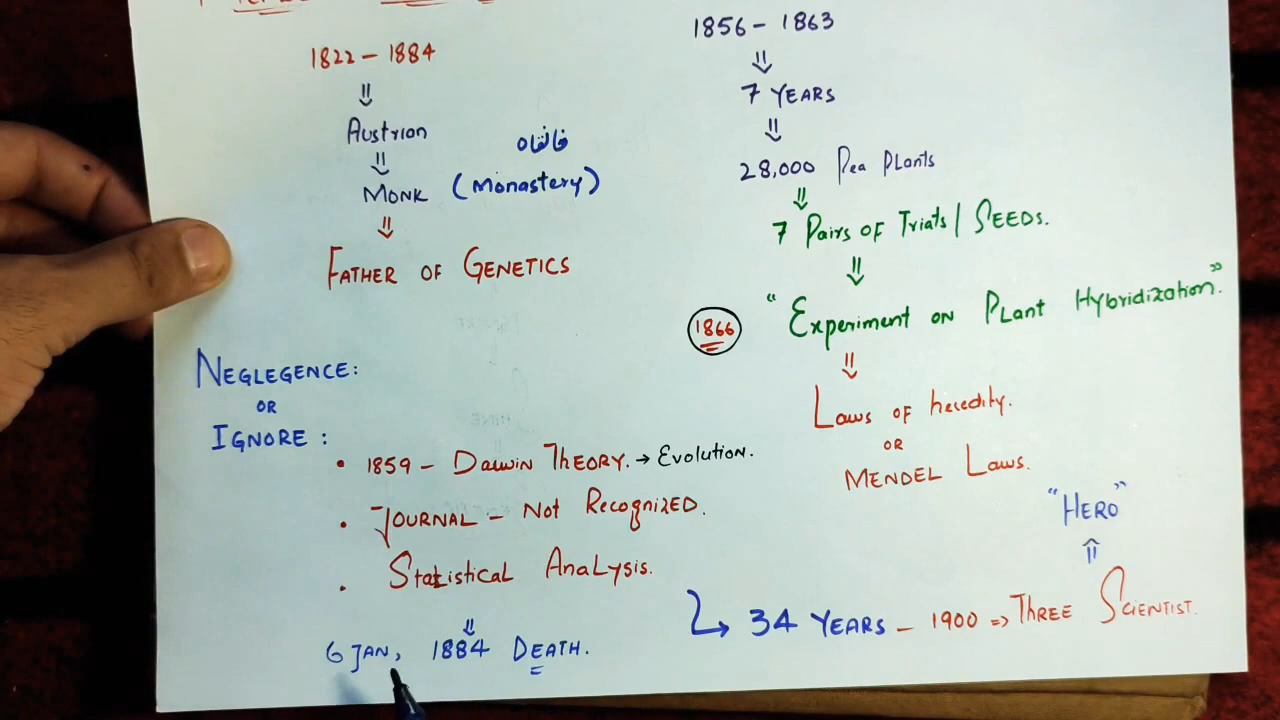 1822 – 1884
⇓
Austrian
⇓
خانقاہ
MONK (Monastery)
⇓
FATHER OF GENETICS
NEGLEGENCE:
OR
IGNORE:
• 1859 – Dawin THEORY. → Evolution.
• JOURNAL – Not RecognIZED.
• Statistical Analysis.
⇓
6 JAN, 1884 DEATH.
1856 – 1863
⇓
7 YEARS
⇓
28,000 Pea Plants
⇓
7 Pairs OF Triats / SEEDS.
⇓
1866
"Experiment on Plant Hybridization."
⇓
Laws of heredity.
OR
MENDEL Laws.
"HERO"
⇑
↳ 34 YEARS – 1900 ⇒ THREE Scientist.